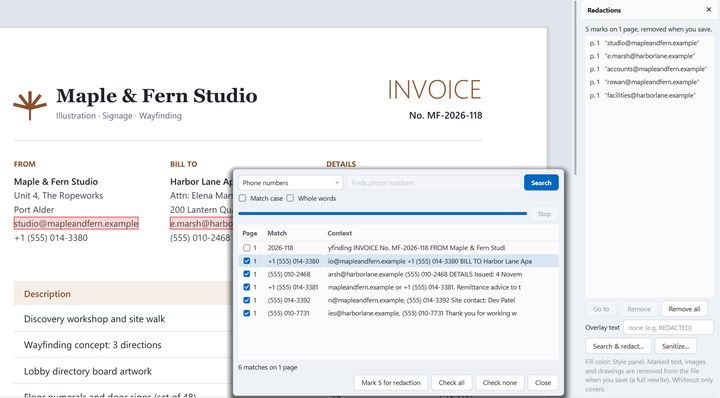 Maple & Fern Studio
Illustration · Signage · Wayfinding
INVOICE
No. MF-2026-118
FROM
Maple & Fern Studio
Unit 4, The Ropeworks
Port Alder
studio@mapleandfern.example
+1 (555) 014-3380
BILL TO
Harbor Lane Ap
Attn: Elena Mars
200 Lantern Qua
e.marsh@harbo
(555) 010-2468
DETAILS
Description
Discovery workshop and site walk
Wayfinding concept: 3 directions
Lobby directory board artwork
Floor numerals and door signs (set of 48)
Phone numbers
Finds phone numbers
Search
Match case
Whole words
Stop
Page Match Context
1 2026-118 yfinding INVOICE No. MF-2026-118 FROM Maple & Fern Studi
1 +1 (555) 014-3380 io@mapleandfern.example +1 (555) 014-3380 BILL TO Harbor Lane Apa
1 (555) 010-2468 arsh@harborlane.example (555) 010-2468 DETAILS Issued: 4 Novem
1 +1 (555) 014-3381 mapleandfern.example or +1 (555) 014-3381. Remittance advice to t
1 (555) 014-3392 n@mapleandfern.example, (555) 014-3392 Site contact: Dev Patel
1 (555) 010-7731 ies@harborlane.example, (555) 010-7731 Thank you for working w
6 matches on 1 page
Mark 5 for redaction
Check all
Check none
Close
Redactions
5 marks on 1 page, removed when you save.
p. 1 "studio@mapleandfern.example"
p. 1 "e.marsh@harborlane.example"
p. 1 "accounts@mapleandfern.example"
p. 1 "rowan@mapleandfern.example"
p. 1 "facilities@harborlane.example"
Go to
Remove
Remove all
Overlay text
none (e.g. REDACTED)
Search & redact...
Sanitize...
Fill color: Style panel. Marked text, images
and drawings are removed from the file
when you save (a full rewrite). Whiteout only
covers.